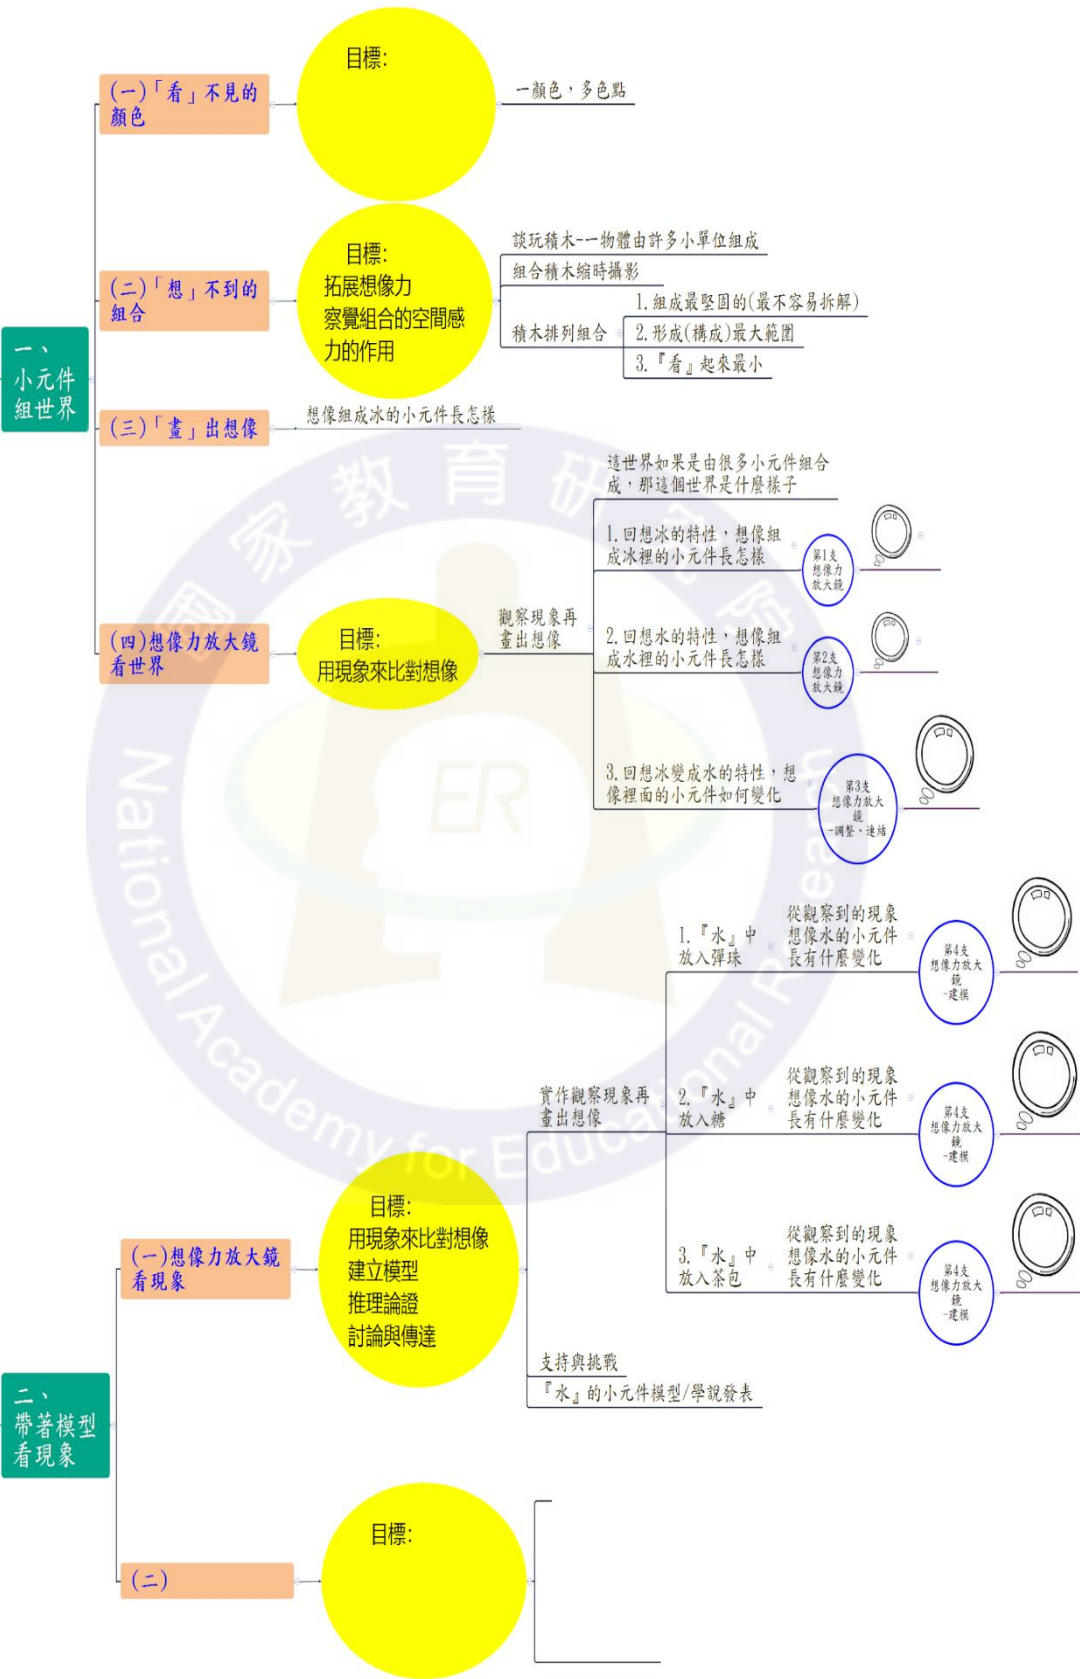 一、
小元件
組世界
(一)「看」不見的
顏色
目標:
一顏色，多色點
(二)「想」不到的
組合
目標:
拓展想像力
察覺組合的空間感
力的作用
談玩積木--一物體由許多小單位組成
組合積木縮時攝影
積木排列組合
1.組成最堅固的(最不容易拆解)
2.形成(構成)最大範圍
3.『看』起來最小
(三)「畫」出想像
想像組成冰的小元件長怎樣
(四)想像力放大鏡
看世界
目標:
用現象來比對想像
觀察現象再
畫出想像
這世界如果是由很多小元件組合
成，那這個世界是什麼樣子
1.回想冰的特性，想像組
成冰裡的小元件長怎樣
第1支
想像力
放大鏡
2.回想水的特性，想像組
成水裡的小元件長怎樣
第2支
想像力
放大鏡
3.回想冰變成水的特性，想
像裡面的小元件如何變化
第3支
想像力放大
鏡
-調整、連結
二、
帶著模型
看現象
(一)想像力放大鏡
看現象
目標:
用現象來比對想像
建立模型
推理論證
討論與傳達
實作觀察現象再
畫出想像
1.『水』中
放入彈珠
從觀察到的現象
想像水的小元件
長有什麼變化
第4支
想像力放大
鏡
-建模
2.『水』中
放入糖
從觀察到的現象
想像水的小元件
長有什麼變化
第4支
想像力放大
鏡
-建模
3.『水』中
放入茶包
從觀察到的現象
想像水的小元件
長有什麼變化
第4支
想像力放大
鏡
-建模
支持與挑戰
『水』的小元件模型/學說發表
(二)
目標:
國家教育研究院
National Academy for Educational Research
ER